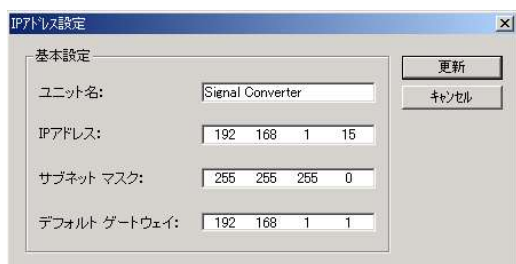 IPアドレス設定
基本設定
ユニット名: Signal Converter
IPアドレス: 192 168 1 15
サブネット マスク: 255 255 255 0
デフォルト ゲートウェイ: 192 168 1 1
更新
キャンセル